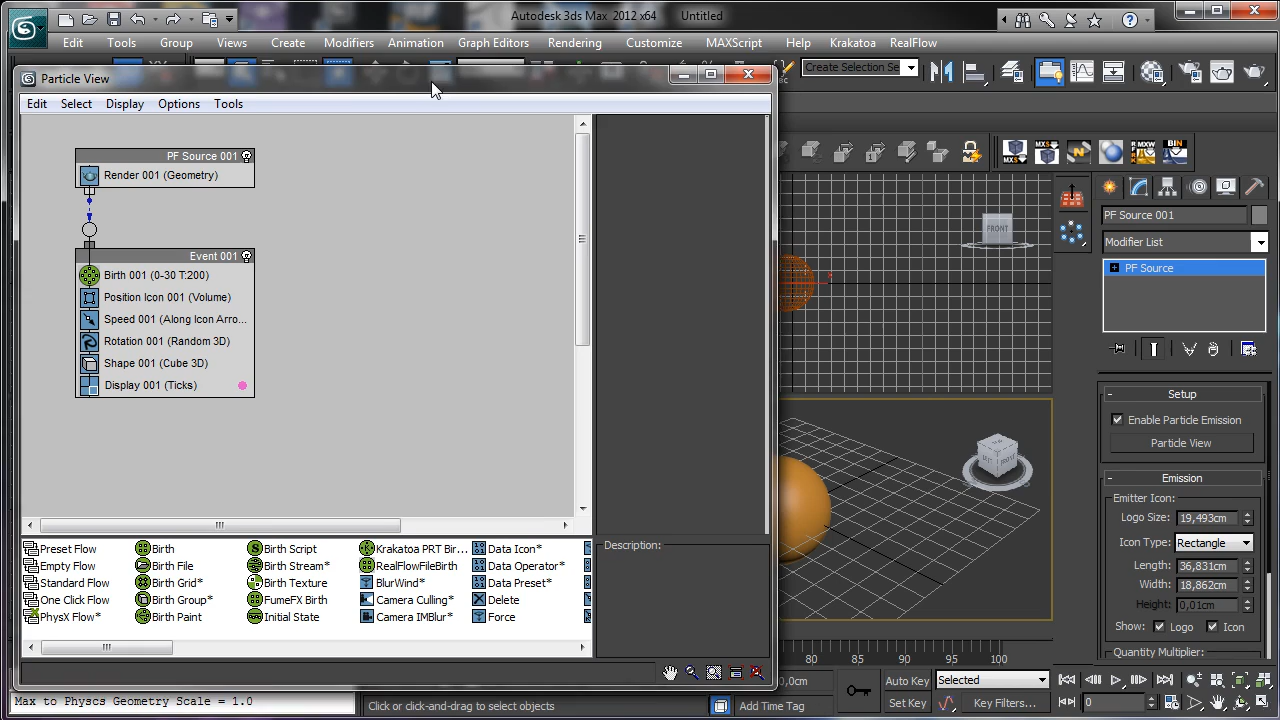 Autodesk 3ds Max 2012 x64 Untitled
Edit Tools Group Views Create Modifiers Animation Graph Editors Rendering Customize MAXScript Help Krakatoa RealFlow
Create Selection Se
Particle View
Edit Select Display Options Tools
PF Source 001
Render 001 (Geometry)
Event 001
Birth 001 (0-30 T:200)
Position Icon 001 (Volume)
Speed 001 (Along Icon Arro...
Rotation 001 (Random 3D)
Shape 001 (Cube 3D)
Display 001 (Ticks)
Preset Flow Birth Birth Script Krakatoa PRT Bir... Data Icon*
Empty Flow Birth File Birth Stream* RealFlowFileBirth Data Operator*
Standard Flow Birth Grid* Birth Texture BlurWind* Data Preset*
One Click Flow Birth Group* FumeFX Birth Camera Culling* Delete
PhysX Flow* Birth Paint Initial State Camera IMBlur* Force
Description:
MXS MXS RMXW BIN
FRONT
PF Source 001
Modifier List
PF Source
Setup
Enable Particle Emission
Particle View
Emission
Emitter Icon:
Logo Size: 19,493cm
Icon Type: Rectangle
Length: 36,831cm
Width: 18,862cm
Height: 0,01cm
Show: Logo Icon
Quantity Multiplier:
80 85 90 95 100
0,0cm Auto Key Selected
Set Key Key Filters... 0
Max to Physics Geometry Scale = 1.0
Click or click-and-drag to select objects
Add Time Tag